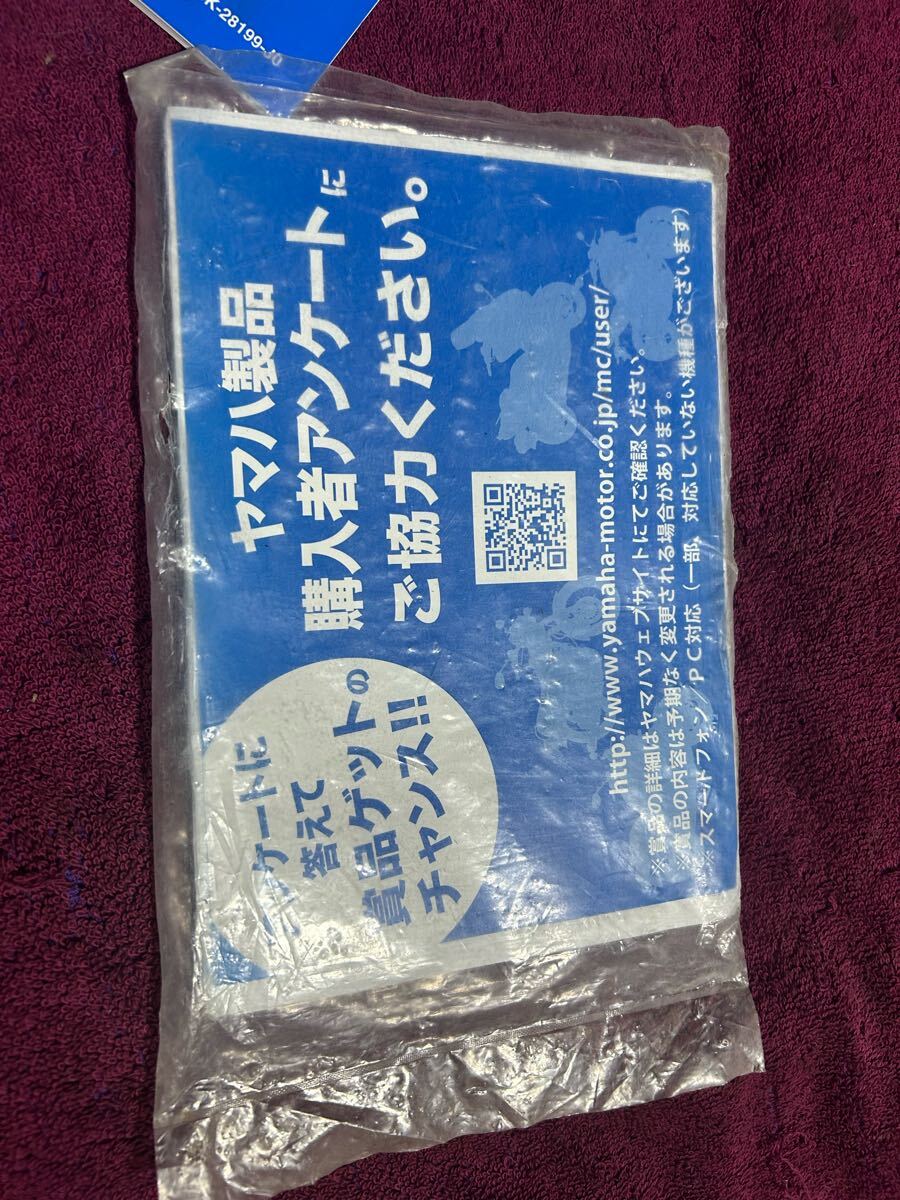 K-28199-J0
ヤマハ製品
購入者アンケートに
ご協力ください。
アンケートに
答えて
賞品ゲットの
チャンス!!
http://www.yamaha-motor.co.jp/mc/user/
※賞品の詳細はヤマハウェブサイトにてご確認ください。
※賞品の内容は予期なく変更される場合があります。
※スマートフォン/PC対応(一部、対応していない機種がございます)